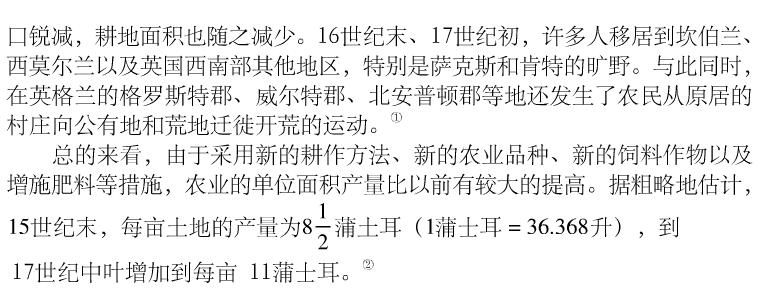 口锐减，耕地面积也随之减少。16世纪末、17世纪初，许多人移居到坎伯兰、
西莫尔兰以及英国西南部其他地区，特别是萨克斯和肯特的旷野。与此同时，
在英格兰的格罗斯特郡、威尔特郡、北安普顿郡等地还发生了农民从原居的
村庄向公有地和荒地迁徙开荒的运动。①
总的来看，由于采用新的耕作方法、新的农业品种、新的饲料作物以及
增施肥料等措施，农业的单位面积产量比以前有较大的提高。据粗略地估计，
15世纪末，每亩土地的产量为8 1/2 蒲士耳（1蒲士耳 = 36.368升），到
17世纪中叶增加到每亩 11蒲士耳。②